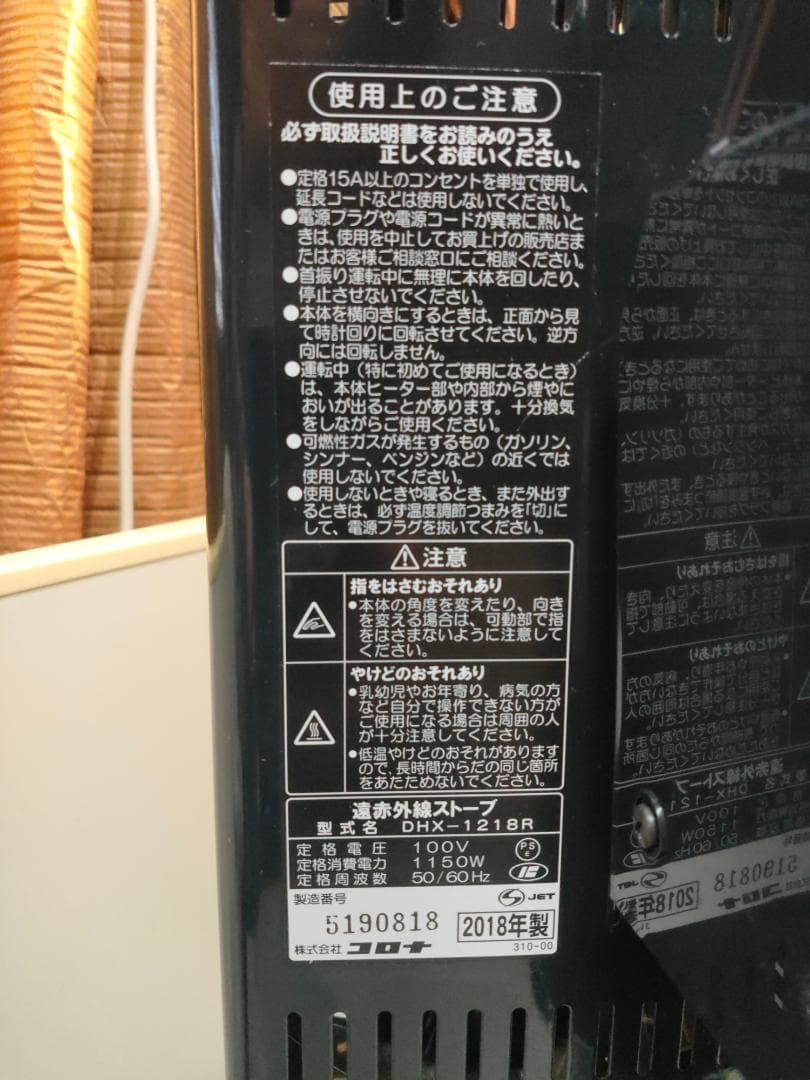 使用上のご注意
必ず取扱説明書をお読みのうえ
正しくお使いください。
●定格15A以上のコンセントを単独で使用し、
延長コードなどは使用しないでください。
●電源プラグや電源コードが異常に熱いと
きは、使用を中止してお買上げの販売店ま
たはお客様ご相談窓口にご相談ください。
●首振り運転中に無理に本体を回したり、
停止させないでください。
●本体を横向きにするときは、正面から見
て時計回りに回転させてください。逆方
向には回転しません。
●運転中（特に初めてご使用になるとき）
は、本体ヒーター部や内部から煙やに
おいが出ることがあります。十分換気
をしながらご使用ください。
●可燃性ガスが発生するもの（ガソリン、
シンナー、ベンジンなど）の近くでは
使用しないでください。
●使用しないときや寝るとき、また外出す
るときは、必ず温度調節つまみを「切」に
して、電源プラグを抜いてください。
注意
指をはさむおそれあり
●本体の角度を変えたり、向き
を変える場合は、可動部で指
をはさまないように注意して
ください。
やけどのおそれあり
●乳幼児やお年寄り、病気の方
など自分で操作できない方が
ご使用になる場合は周囲の人
が十分注意してください。
●低温やけどのおそれがあります
ので、長時間からだの同じ箇所
をあたためないでください。
遠赤外線ストーブ
型式名 DHX-1218R
定格電圧 100V
定格消費電力 1150W
定格周波数 50/60Hz
PSE
製造番号
JET
5190818 2018年製
株式会社 コロナ 310-00